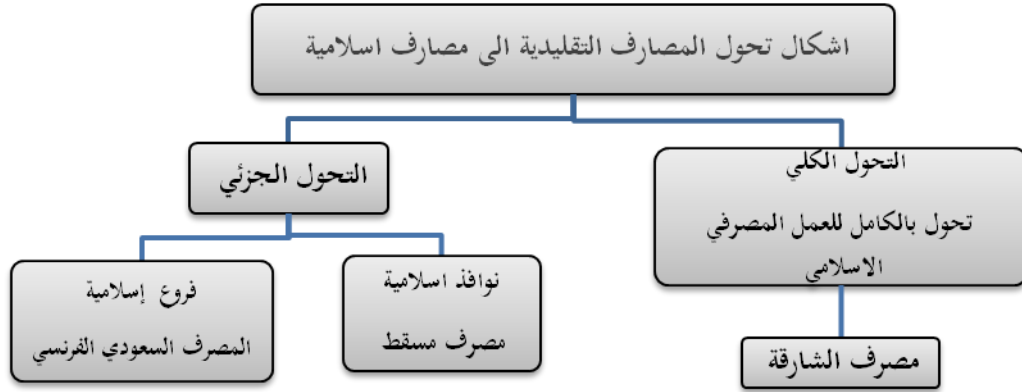 اشكال تحول المصارف التقليدية الى مصارف اسلامية
التحول الكلي
تحول بالكامل للعمل المصرفي
الاسلامي
مصرف الشارقة
التحول الجزئي
نوافذ اسلامية
مصرف مسقط
فروع إسلامية
المصرف السعودي الفرنسي